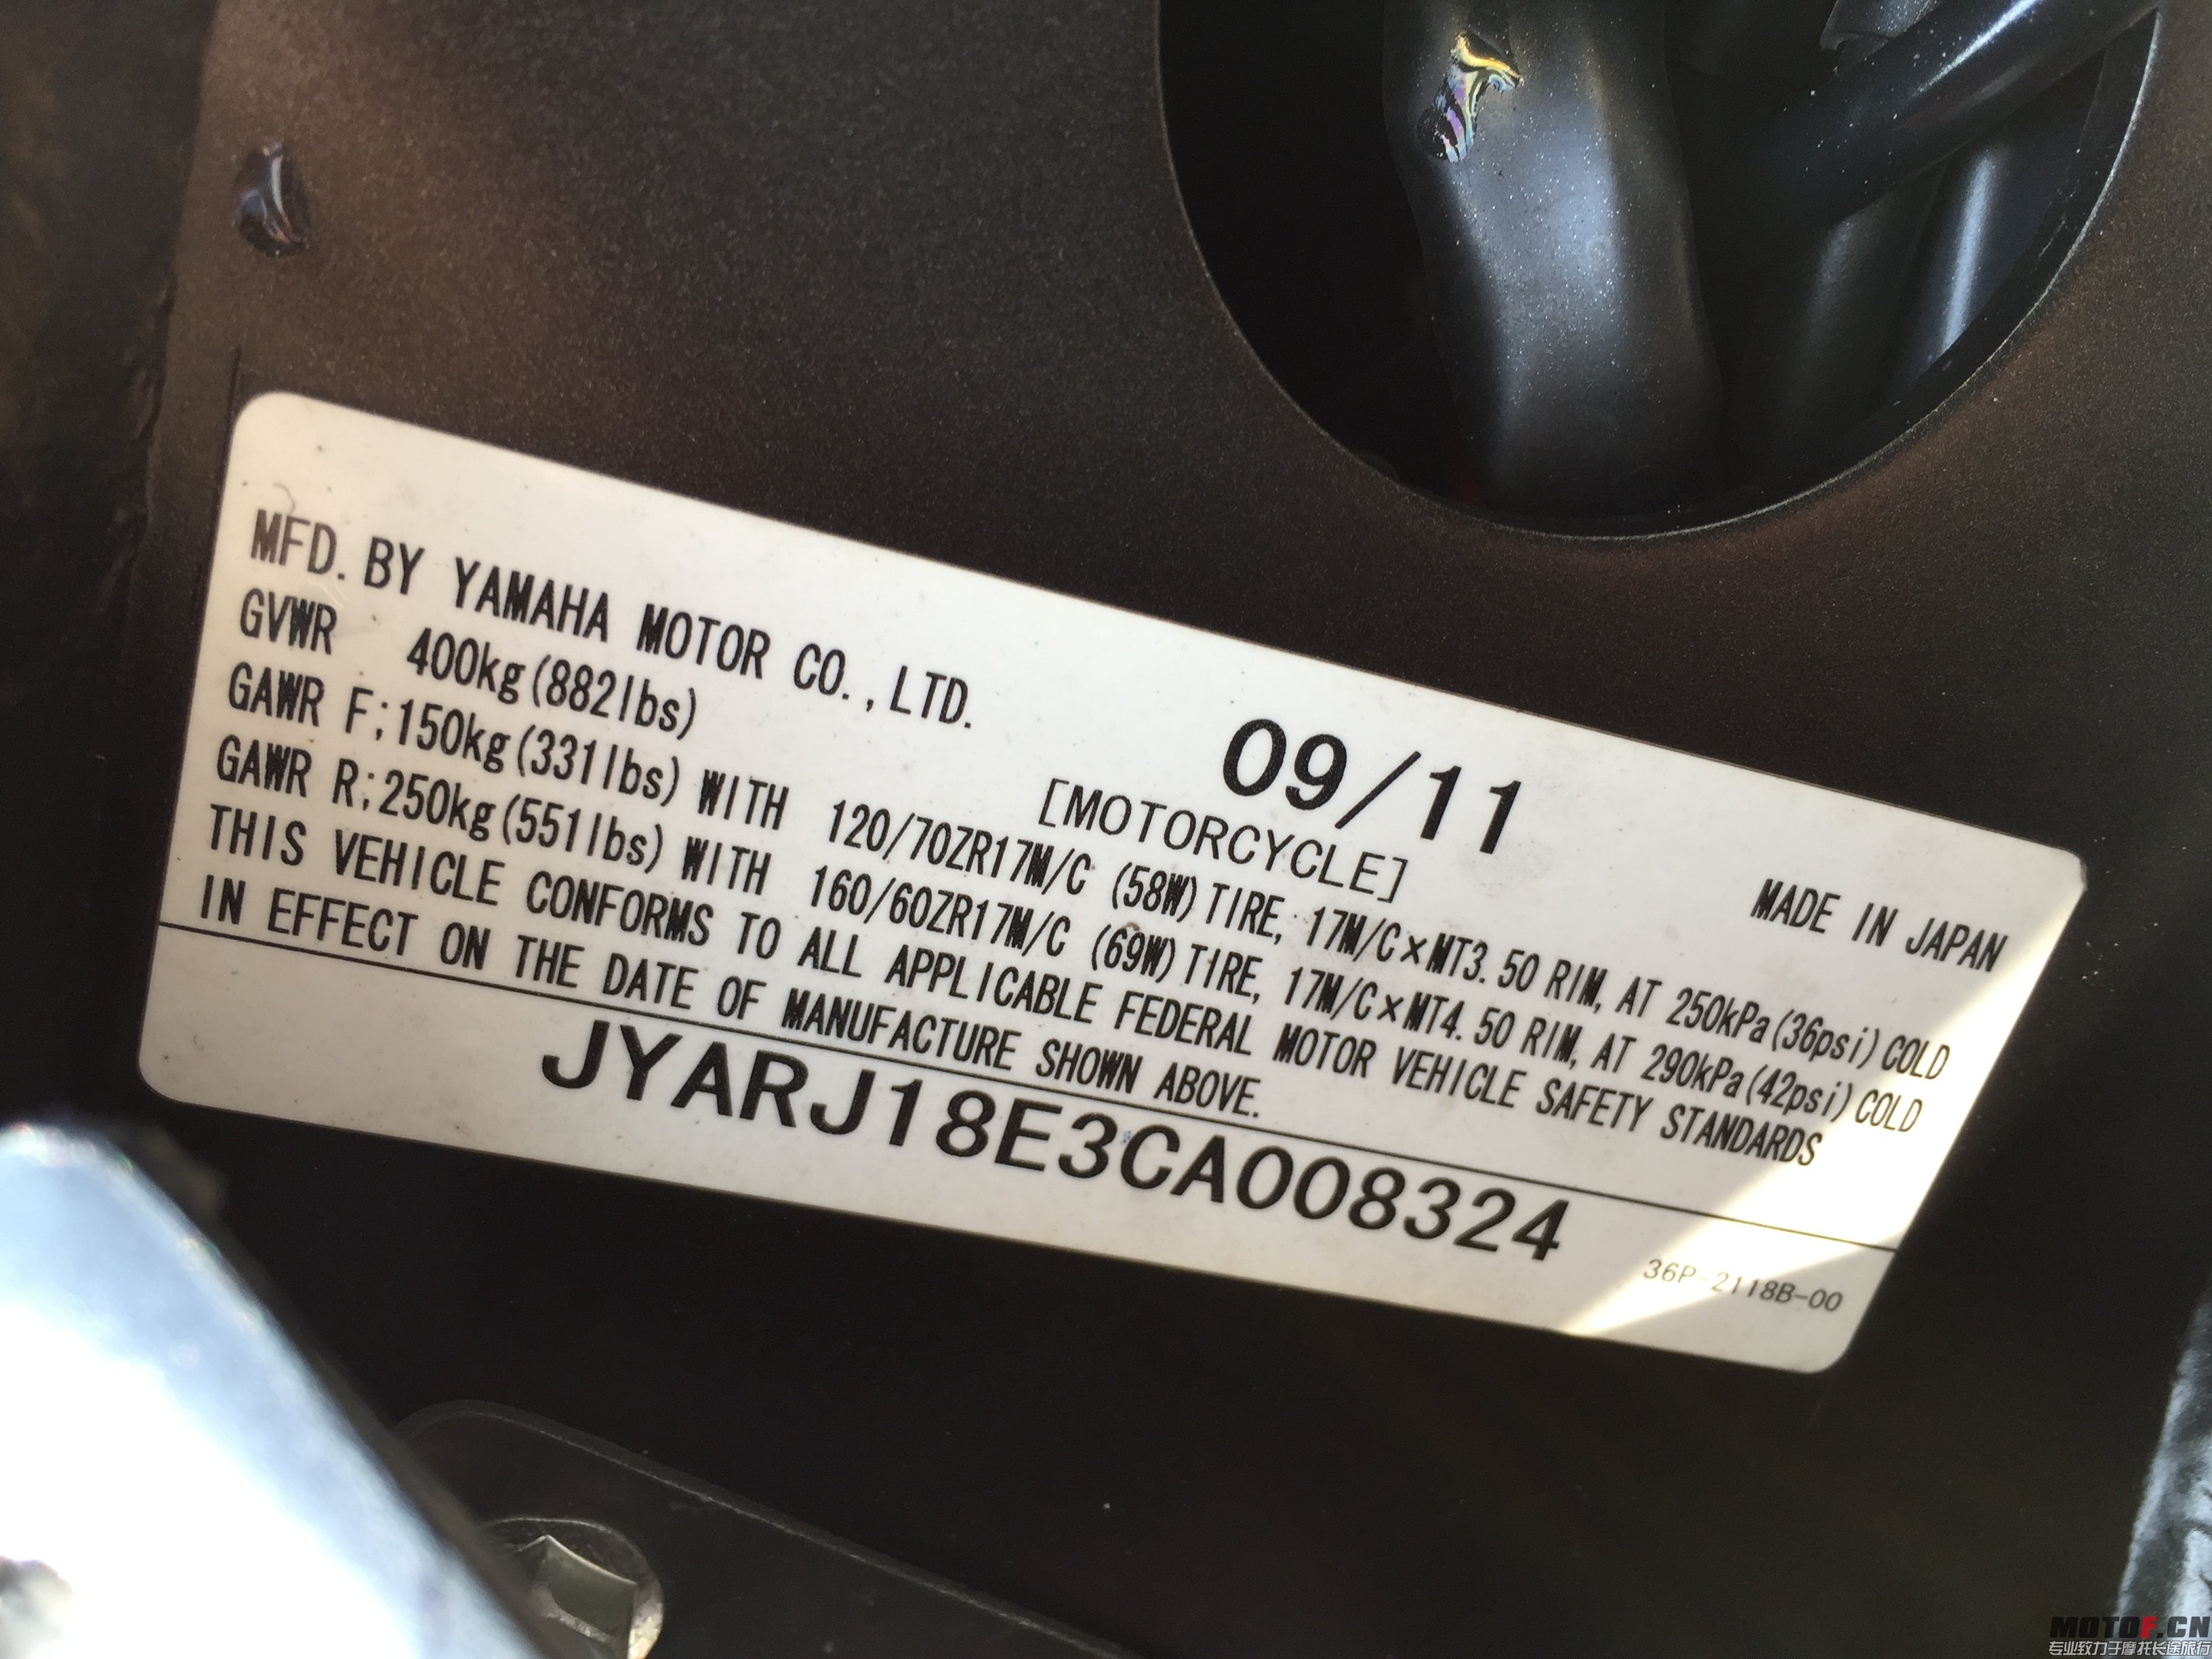 MFD. BY YAMAHA MOTOR CO., LTD.
09/11
MADE IN JAPAN
GVWR 400kg(882lbs)
[MOTORCYCLE]
GAWR F;150kg(331lbs) WITH 120/70ZR17M/C (58W)TIRE, 17M/C×MT3.50 RIM, AT 250kPa(36psi)COLD
GAWR R;250kg(551lbs) WITH 160/60ZR17M/C (69W)TIRE, 17M/C×MT4.50 RIM, AT 290kPa(42psi)COLD
THIS VEHICLE CONFORMS TO ALL APPLICABLE FEDERAL MOTOR VEHICLE SAFETY STANDARDS
IN EFFECT ON THE DATE OF MANUFACTURE SHOWN ABOVE.
JYARJ18E3CA008324
36P-2118B-00
MOTOF.CN
专业致力于摩托长途旅行